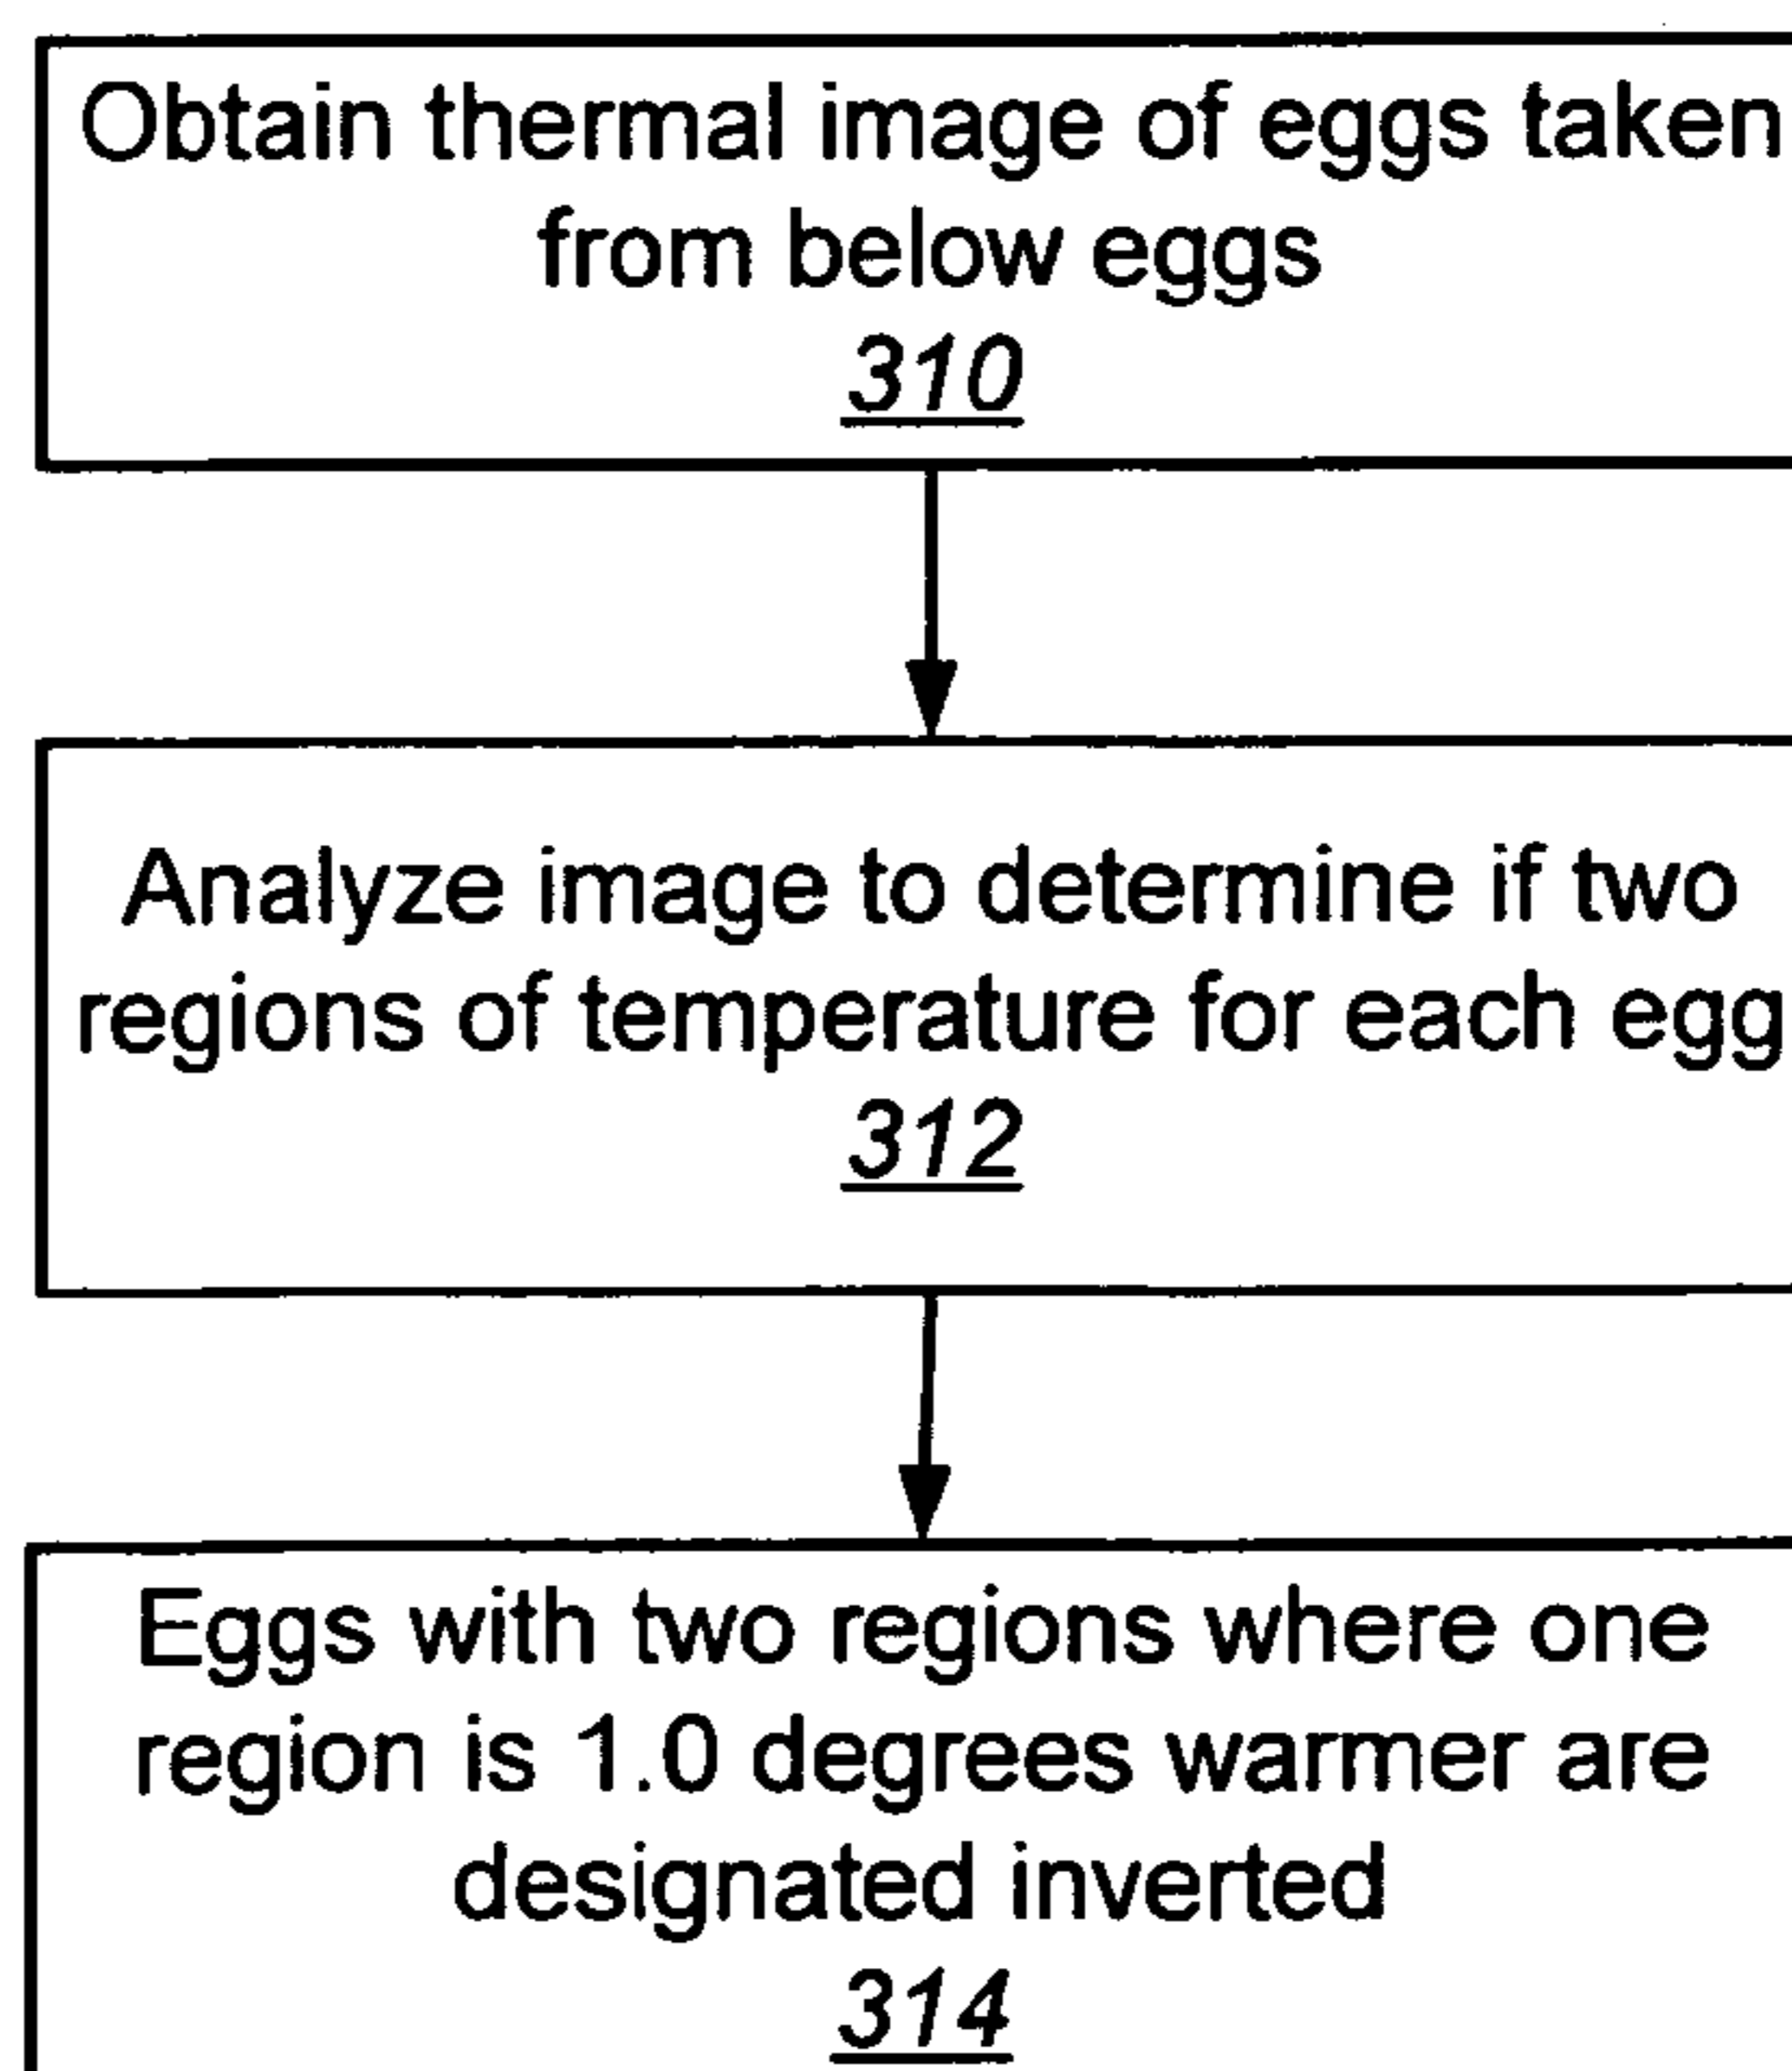 Obtain thermal image of eggs taken
from below eggs
310
Analyze image to determine if two
regions of temperature for each egg
312
Eggs with two regions where one
region is 1.0 degrees warmer are
designated inverted
314